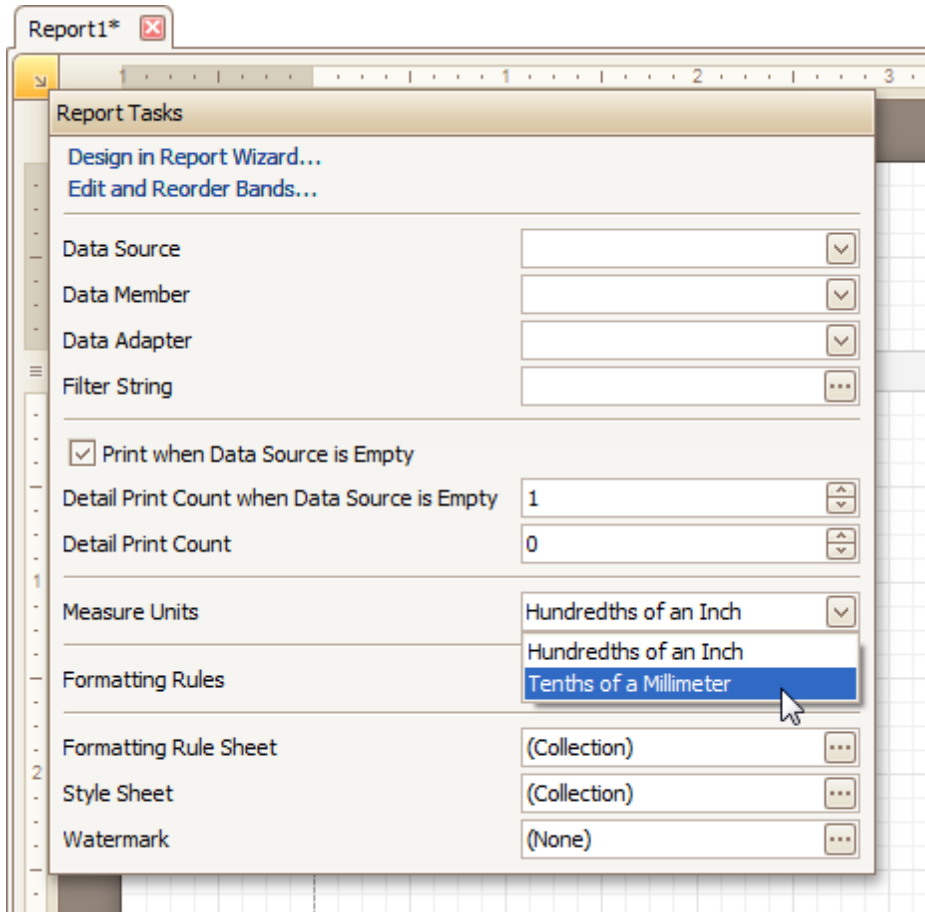 Report1*
1 1 2 3
Report Tasks
Design in Report Wizard...
Edit and Reorder Bands...
Data Source
Data Member
Data Adapter
Filter String
Print when Data Source is Empty
Detail Print Count when Data Source is Empty 1
Detail Print Count 0
1
Measure Units Hundredths of an Inch
Hundredths of an Inch
Formatting Rules Tenths of a Millimeter
Formatting Rule Sheet (Collection)
2
Style Sheet (Collection)
Watermark (None)